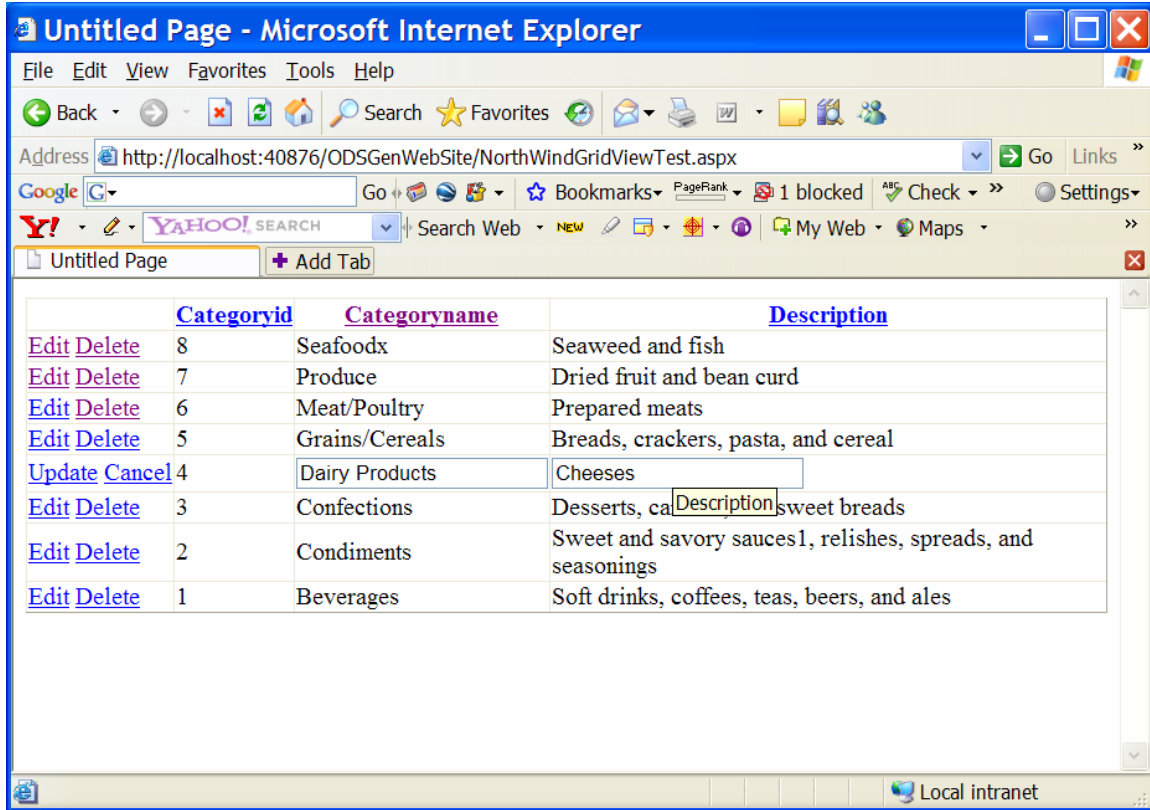 Untitled Page - Microsoft Internet Explorer
File Edit View Favorites Tools Help
Back Search Favorites
Address http://localhost:40876/ODSGenWebSite/NorthWindGridViewTest.aspx Go Links »
Google G Go Bookmarks PageRank 1 blocked ABC Check » Settings
Y! YAHOO! SEARCH Search Web NEW My Web Maps »
Untitled Page Add Tab
Categoryid Categoryname Description
Edit Delete 8 Seafoodx Seaweed and fish
Edit Delete 7 Produce Dried fruit and bean curd
Edit Delete 6 Meat/Poultry Prepared meats
Edit Delete 5 Grains/Cereals Breads, crackers, pasta, and cereal
Update Cancel 4 Dairy Products Cheeses
Description
Edit Delete 3 Confections Desserts, sweet breads
Edit Delete 2 Condiments Sweet and savory sauces1, relishes, spreads, and
seasonings
Edit Delete 1 Beverages Soft drinks, coffees, teas, beers, and ales
Local intranet